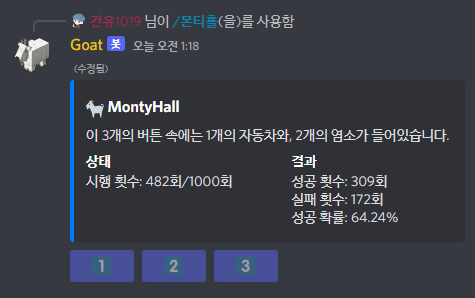 건유1019 님이 /몬티홀(을)를 사용함
Goat 봇 오늘 오전 1:18
(수정됨)
MontyHall
이 3개의 버튼 속에는 1개의 자동차와, 2개의 염소가 들어있습니다.
상태
시행 횟수: 482회/1000회
결과
성공 횟수: 309회
실패 횟수: 172회
성공 확률: 64.24%
1 2 3